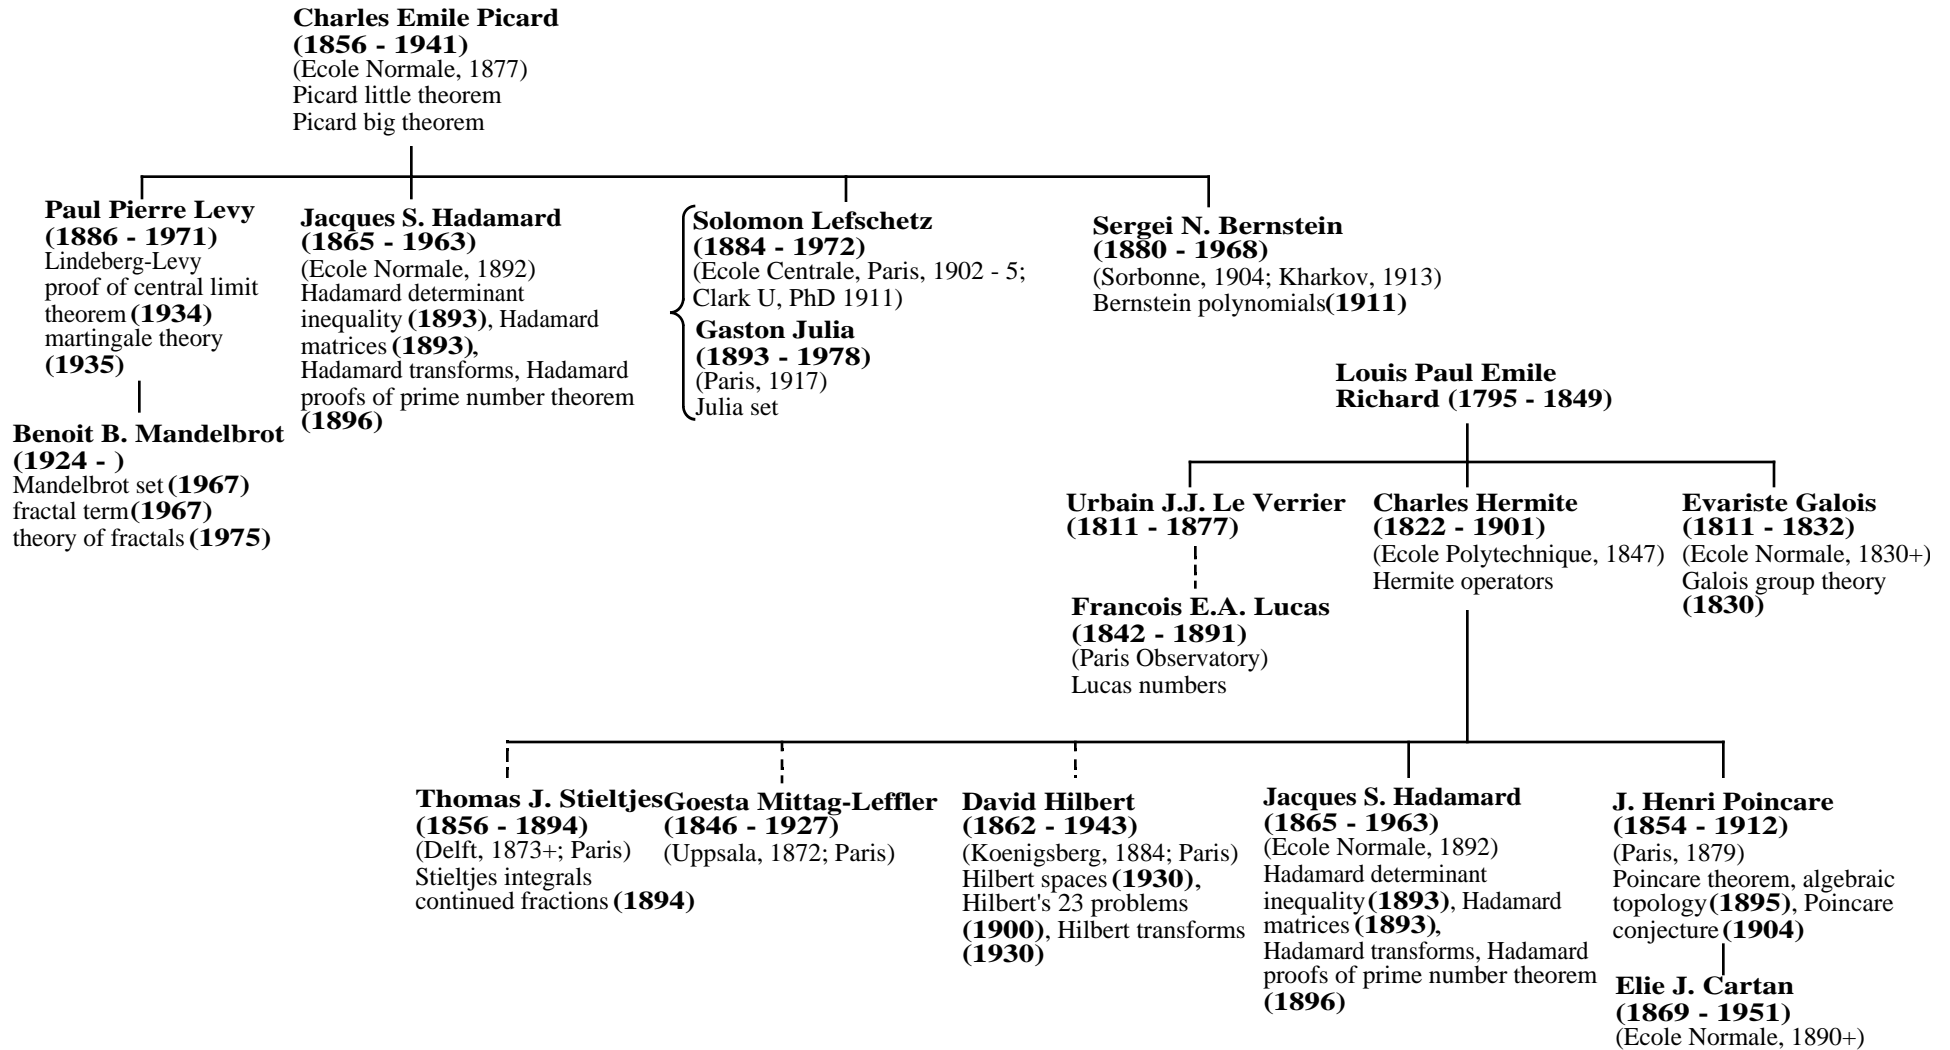 Charles Emile Picard
(1856 - 1941)
(Ecole Normale, 1877)
Picard little theorem
Picard big theorem
Paul Pierre Levy
(1886 - 1971)
Lindeberg-Levy
proof of central limit
theorem (1934)
martingale theory
(1935)
Benoit B. Mandelbrot
(1924 - )
Mandelbrot set (1967)
fractal term (1967)
theory of fractals (1975)
Jacques S. Hadamard
(1865 - 1963)
(Ecole Normale, 1892)
Hadamard determinant
inequality (1893), Hadamard
matrices (1893),
Hadamard transforms, Hadamard
proofs of prime number theorem
(1896)
Solomon Lefschetz
(1884 - 1972)
(Ecole Centrale, Paris, 1902 - 5;
Clark U, PhD 1911)
Gaston Julia
(1893 - 1978)
(Paris, 1917)
Julia set
Sergei N. Bernstein
(1880 - 1968)
(Sorbonne, 1904; Kharkov, 1913)
Bernstein polynomials (1911)
Louis Paul Emile
Richard (1795 - 1849)
Urbain J.J. Le Verrier
(1811 - 1877)
Francois E.A. Lucas
(1842 - 1891)
(Paris Observatory)
Lucas numbers
Charles Hermite
(1822 - 1901)
(Ecole Polytechnique, 1847)
Hermite operators
Evariste Galois
(1811 - 1832)
(Ecole Normale, 1830+)
Galois group theory
(1830)
Thomas J. Stieltjes
(1856 - 1894)
(Delft, 1873+; Paris)
Stieltjes integrals
continued fractions (1894)
Goesta Mittag-Leffler
(1846 - 1927)
(Uppsala, 1872; Paris)
David Hilbert
(1862 - 1943)
(Koenigsberg, 1884; Paris)
Hilbert spaces (1930),
Hilbert's 23 problems
(1900), Hilbert transforms
(1930)
Jacques S. Hadamard
(1865 - 1963)
(Ecole Normale, 1892)
Hadamard determinant
inequality (1893), Hadamard
matrices (1893),
Hadamard transforms, Hadamard
proofs of prime number theorem
(1896)
J. Henri Poincare
(1854 - 1912)
(Paris, 1879)
Poincare theorem, algebraic
topology (1895), Poincare
conjecture (1904)
Elie J. Cartan
(1869 - 1951)
(Ecole Normale, 1890+)